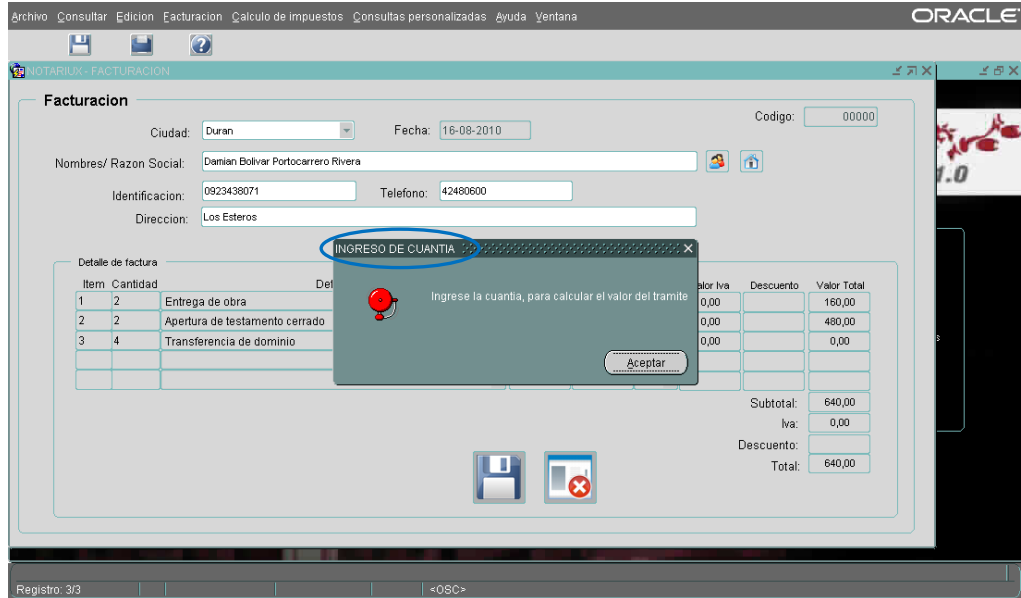 Archivo Consultar Edicion Facturacion Calculo de impuestos Consultas personalizadas Ayuda Ventana ORACLE
NOTARIUX - FACTURACION
Facturacion
Codigo: 00000
Ciudad: Duran Fecha: 16-08-2010
Nombres/ Razon Social: Damian Bolivar Portocarrero Rivera
1.0
Identificacion: 0923438071 Telefono: 42480600
Direccion: Los Esteros
INGRESO DE CUANTIA
Ingrese la cuantia, para calcular el valor del tramite
Aceptar
Detalle de factura
Item Cantidad Det alor Iva Descuento Valor Total
1 2 Entrega de obra 0,00 160,00
2 2 Apertura de testamento cerrado 0,00 480,00
3 4 Transferencia de dominio 0,00 0,00
s
Subtotal: 640,00
Iva: 0,00
Descuento:
Total: 640,00
Registro: 3/3 <OSC>